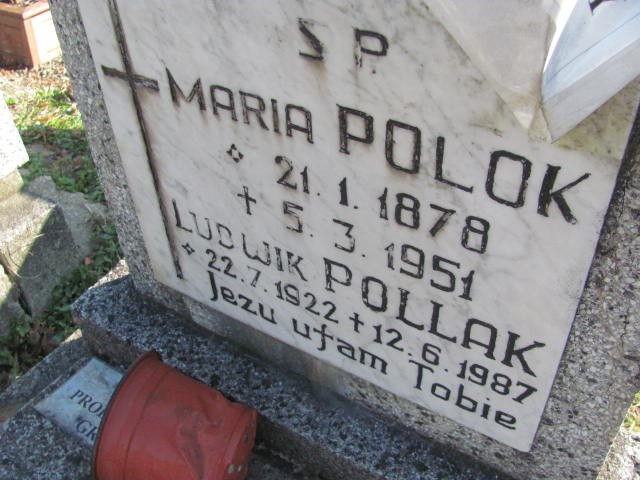 S P
MARIA POLOK
21. 1. 1878
+ 5. 3. 1951
LUDWIK POLLAK
* 22.7.1922 + 12.6.1987
Jezu ufam Tobie